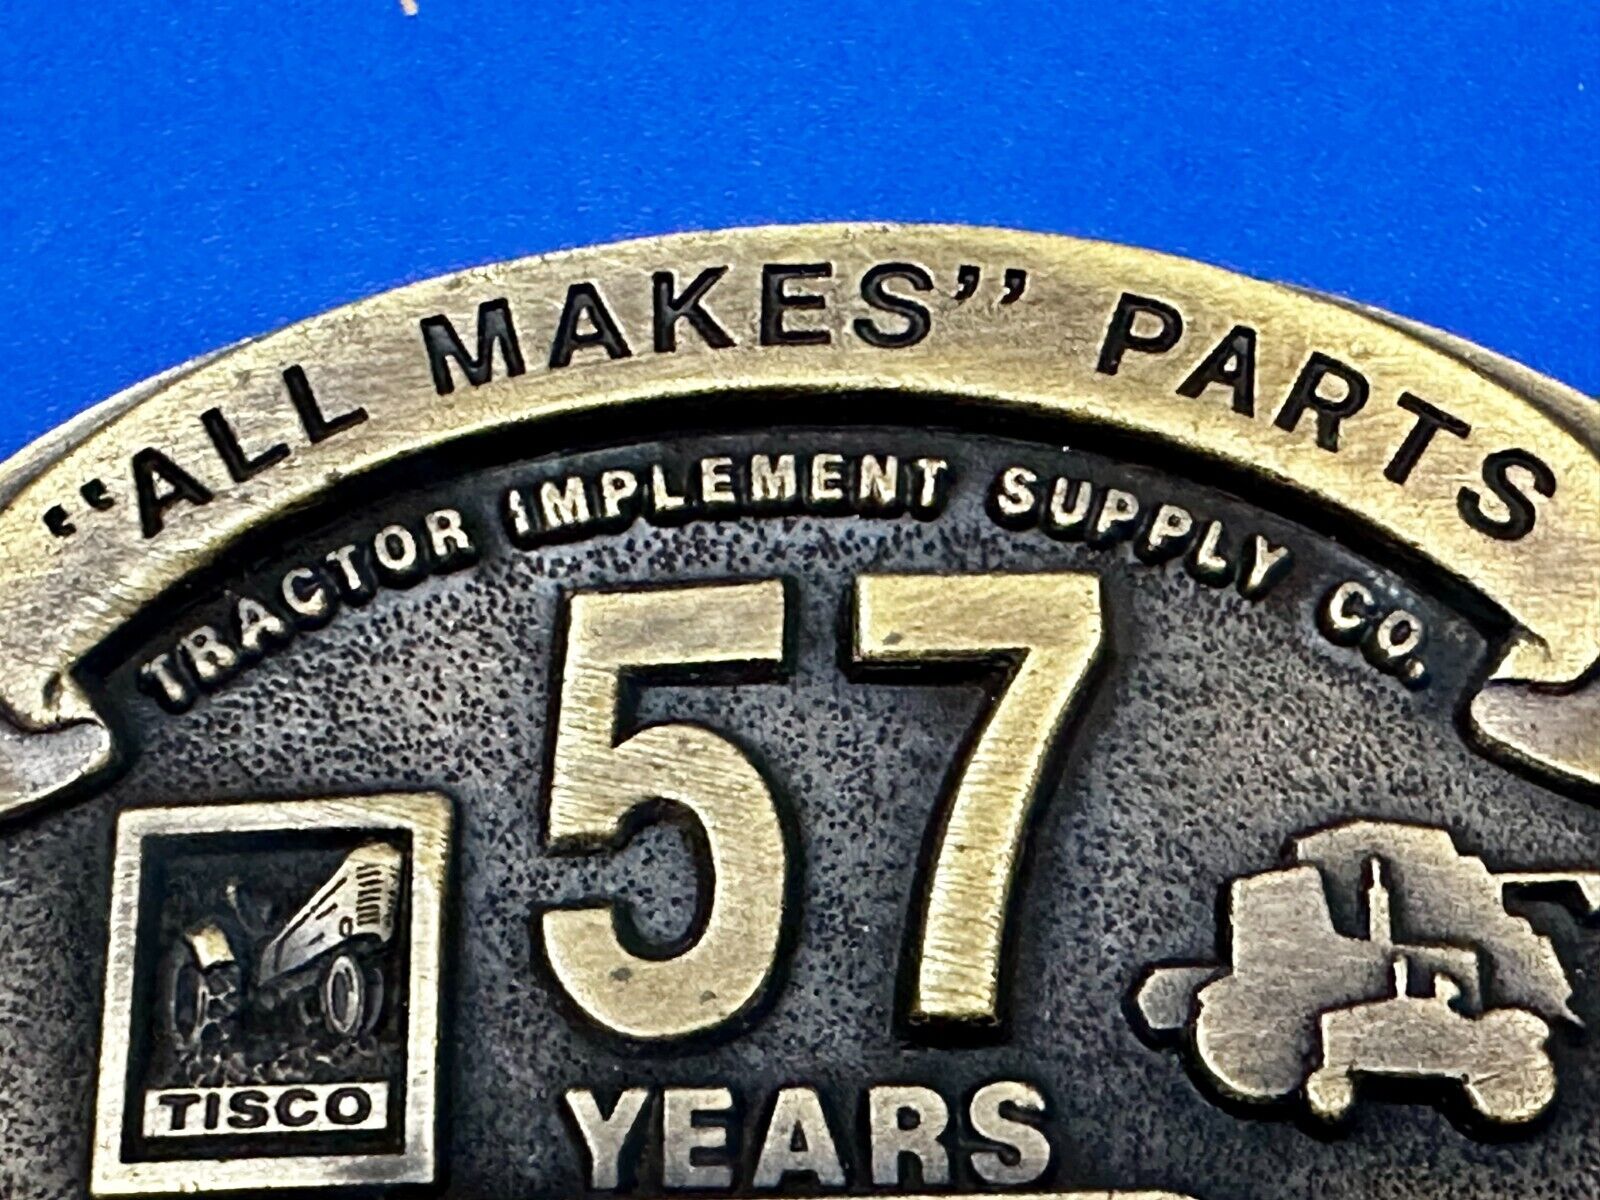 "ALL MAKES" PARTS
TRACTOR IMPLEMENT SUPPLY CO.
57
YEARS
TISCO